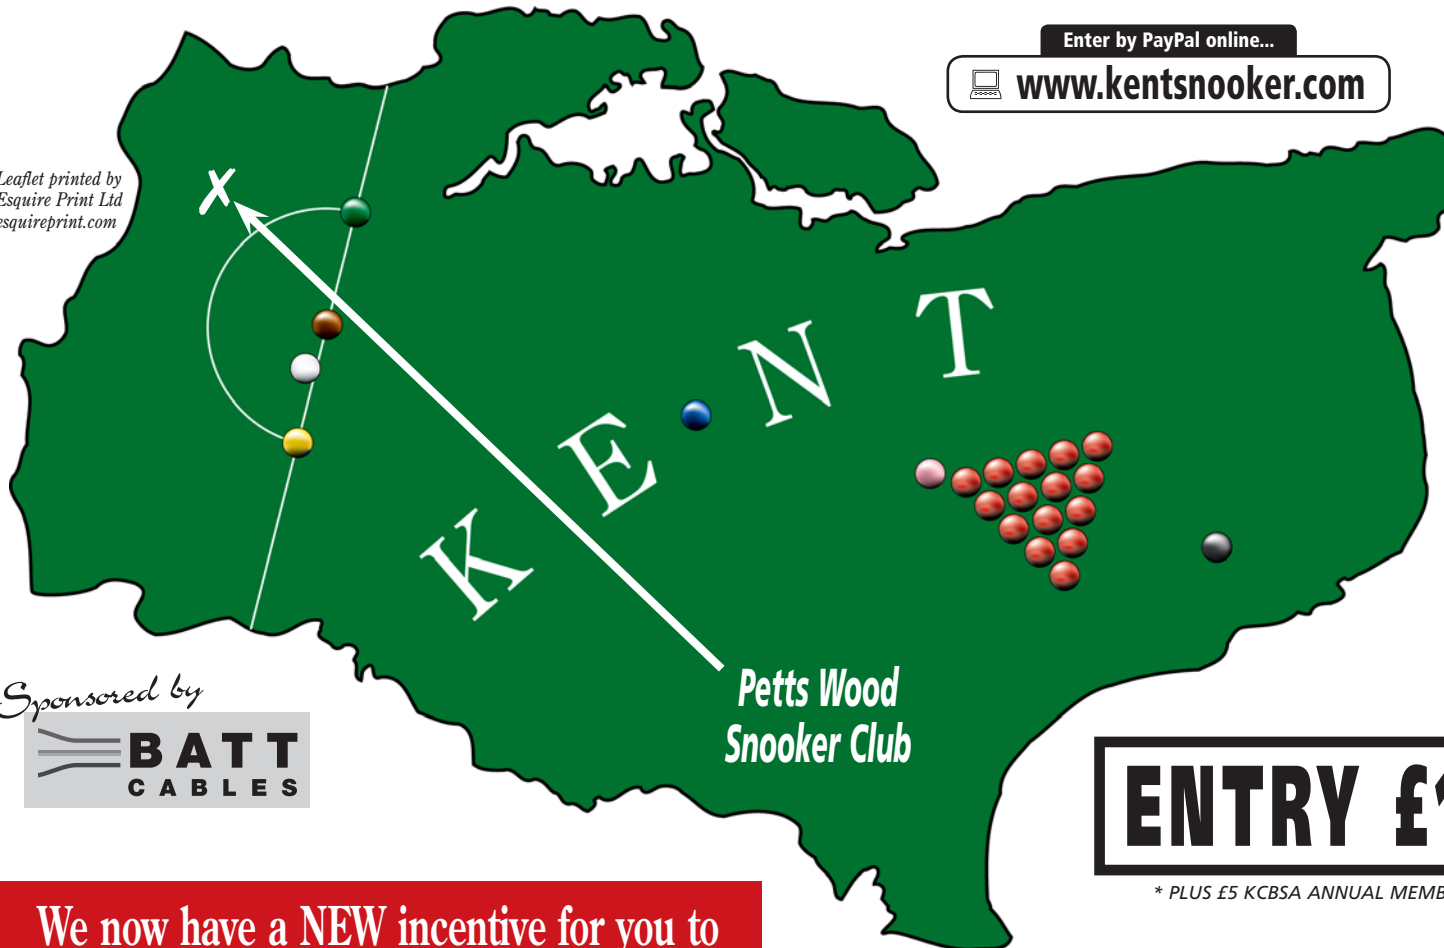 Enter by PayPal online...
www.kentsnooker.com
Leaflet printed by
Esquire Print Ltd
esquireprint.com
X
KENT
Petts Wood
Snooker Club
Sponsored by
BATT
CABLES
ENTRY
* PLUS £5 KCBSA ANNUAL
We now have a NEW incentive for you to